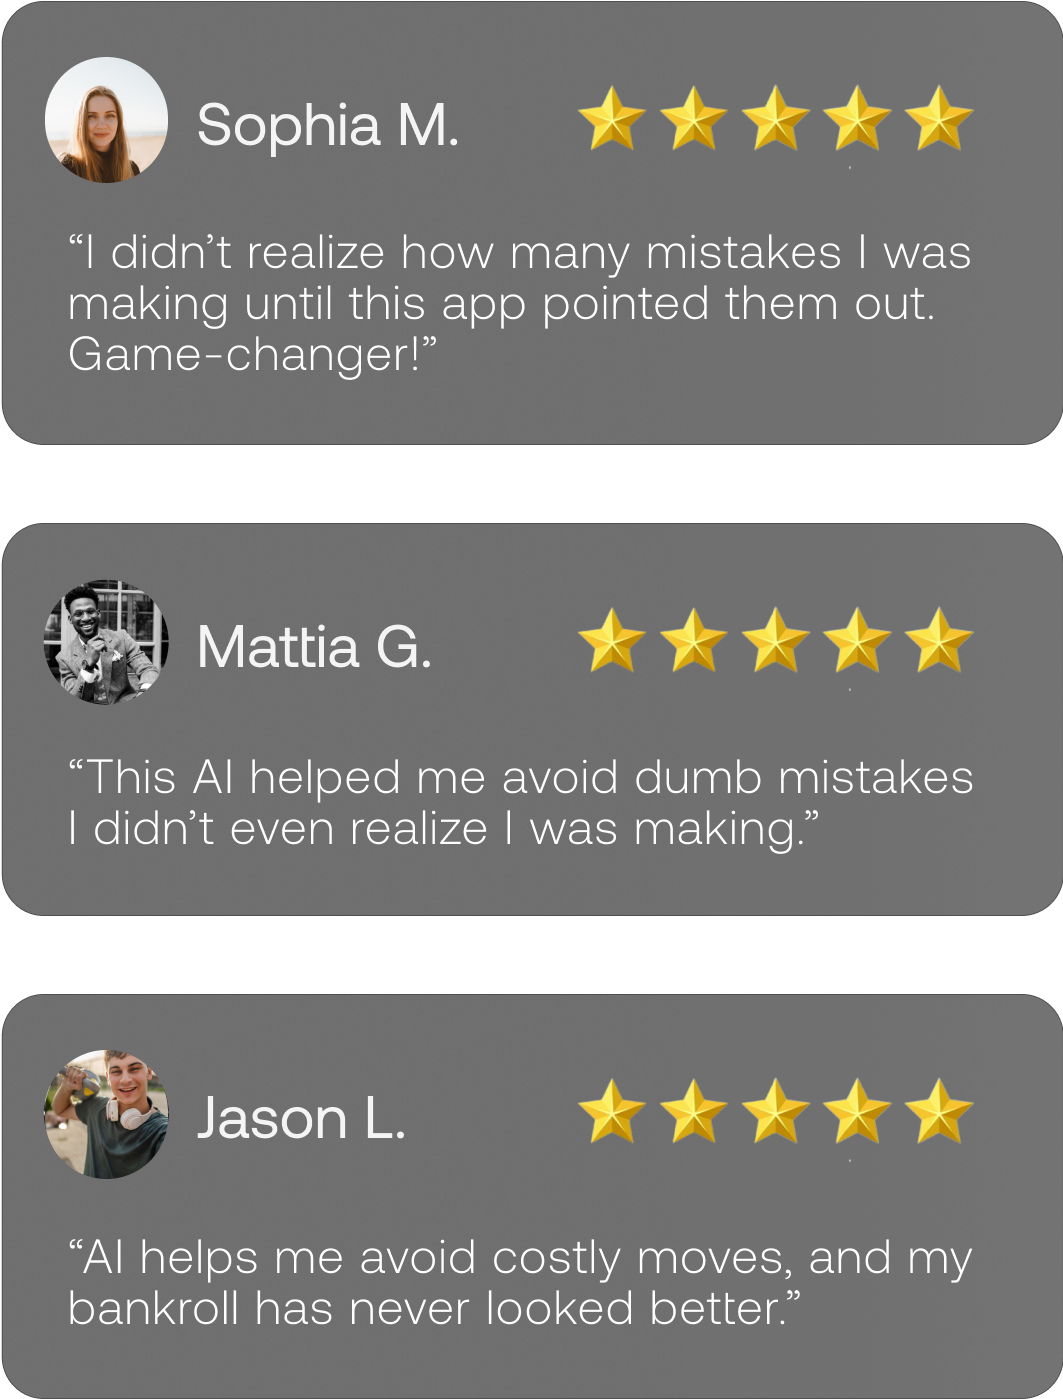 Sophia M.
“I didn’t realize how many mistakes I was
making until this app pointed them out.
Game-changer!”
Mattia G.
“This AI helped me avoid dumb mistakes
I didn’t even realize I was making.”
Jason L.
“AI helps me avoid costly moves, and my
bankroll has never looked better.”